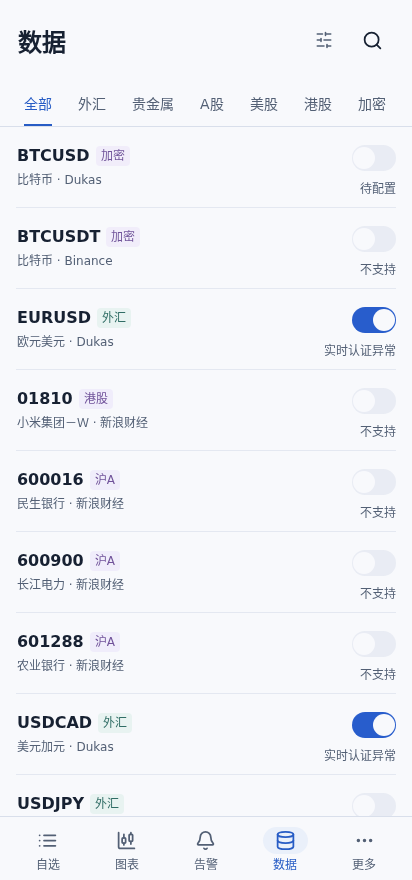 数据
全部 外汇 贵金属 A股 美股 港股 加密
BTCUSD 加密
比特币 · Dukas
待配置
BTCUSDT 加密
比特币 · Binance
不支持
EURUSD 外汇
欧元美元 · Dukas
实时认证异常
01810 港股
小米集团－W · 新浪财经
不支持
600016 沪A
民生银行 · 新浪财经
不支持
600900 沪A
长江电力 · 新浪财经
不支持
601288 沪A
农业银行 · 新浪财经
不支持
USDCAD 外汇
美元加元 · Dukas
实时认证异常
USDJPY 外汇
自选 图表 告警 数据 更多